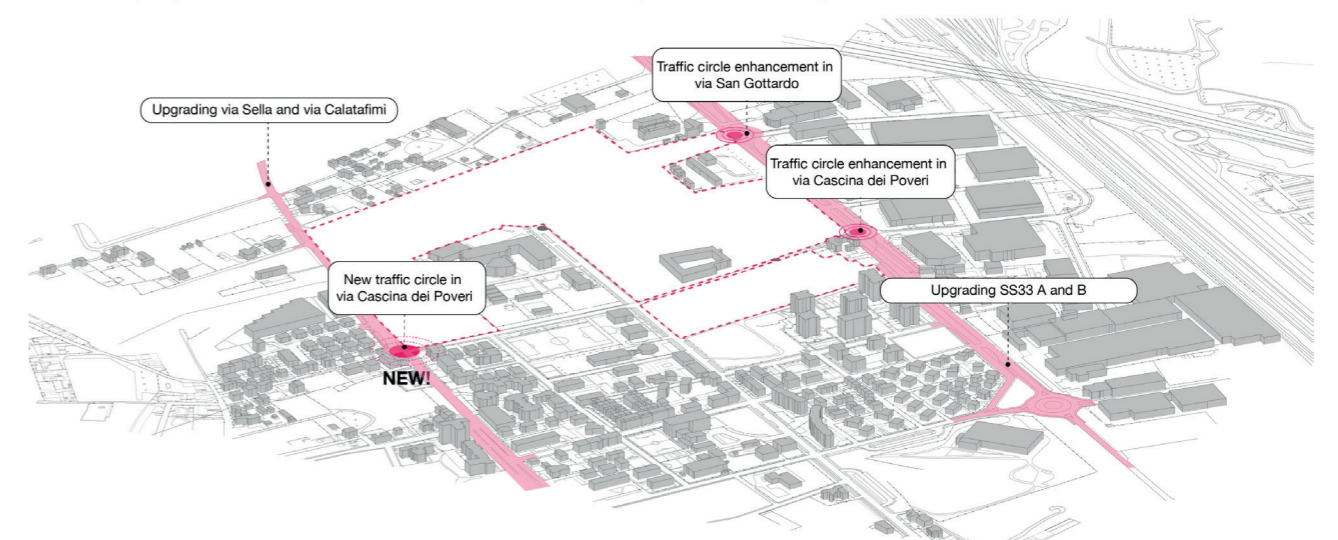 Traffic circle enhancement in
via San Gottardo
Upgrading via Sella and via Calatafimi
Traffic circle enhancement in
via Cascina dei Poveri
New traffic circle in
via Cascina dei Poveri
Upgrading SS33 A and B
NEW!